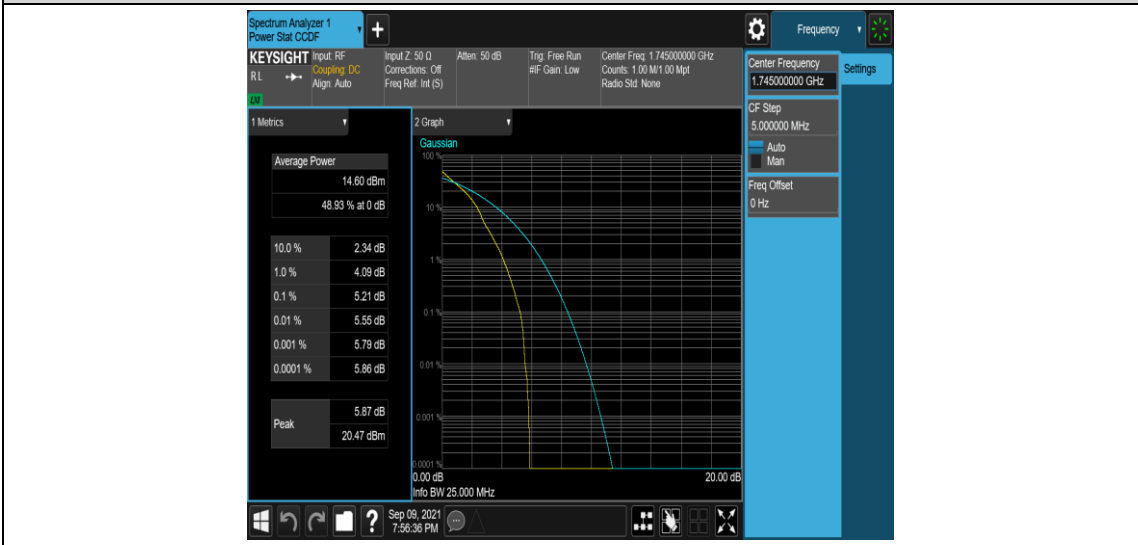 Spectrum Analyzer 1
Power Stat CCDF
+
Frequency
KEYSIGHT
RL
LXI
Input: RF
Coupling: DC
Align: Auto
Input Z: 50 Ω
Corrections: Off
Freq Ref: Int (S)
Atten: 50 dB
Trig: Free Run
#IF Gain: Low
Center Freq: 1.745000000 GHz
Counts: 1.00 M/1.00 Mpt
Radio Std: None
Center Frequency
1.745000000 GHz
Settings
CF Step
5.000000 MHz
Auto
Man
Freq Offset
0 Hz
1 Metrics
Average Power
14.60 dBm
48.93 % at 0 dB
10.0 % 2.34 dB
1.0 % 4.09 dB
0.1 % 5.21 dB
0.01 % 5.55 dB
0.001 % 5.79 dB
0.0001 % 5.86 dB
Peak
5.87 dB
20.47 dBm
2 Graph
Gaussian
100 %
10 %
1 %
0.1 %
0.01 %
0.001 %
0.0001 %
0.00 dB 20.00 dB
Info BW 25.000 MHz
?
Sep 09, 2021
7:56:36 PM